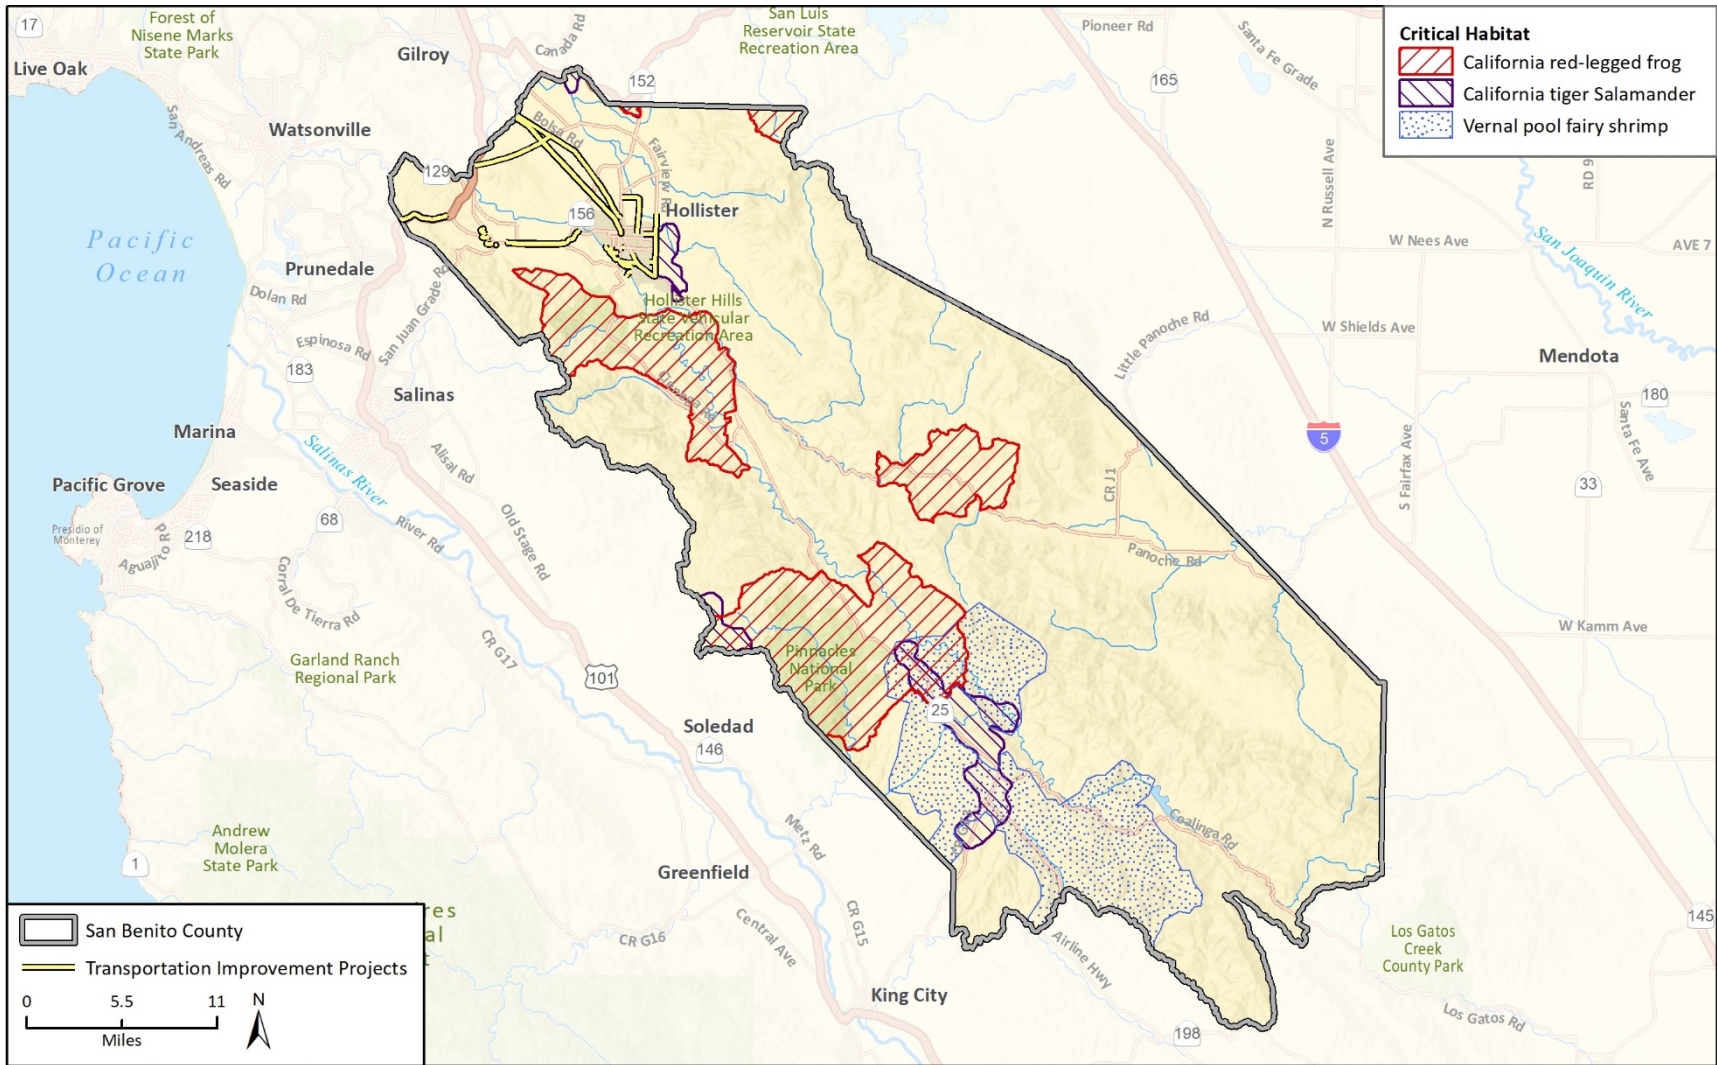 17
Forest of
Nisene Marks
State Park
Live Oak
Gilroy
Canada Rd
152
San Luis
Reservoir State
Recreation Area
Pioneer Rd
165
Santa Fe Grade
Critical Habitat
California red-legged frog
California tiger Salamander
Vernal pool fairy shrimp
Watsonville
San Andreas Rd
129
Bolsa Rd
Fairview Rd
156
Hollister
N Russell Ave
RD 9
W Nees Ave
AVE 7
San Joaquin River
Pacific
Ocean
Prunedale
Dolan Rd
San Juan Grade Rd
Espinosa Rd
183
Hollister Hills
State Vehicular
Recreation Area
Cienega Rd
Little Panoche Rd
W Shields Ave
Mendota
180
Santa Fe Ave
Salinas
Marina
Salinas River
Alisal Rd
5
S Fairfax Ave
33
CR J1
Pacific Grove
Seaside
Presidio of
Monterey
218
68
Aguajito Rd
River Rd
Old Stage Rd
Corral De Tierra Rd
Panoche Rd
W Kamm Ave
CR G17
Garland Ranch
Regional Park
101
Pinnacles
National
Park
25
Soledad
146
Andrew
Molera
State Park
1
Metz Rd
Coalinga Rd
Greenfield
CR G15
Central Ave
CR G16
Airline Hwy
King City
198
Los Gatos
Creek
County Park
Los Gatos Rd
145
res
al
t
San Benito County
Transportation Improvement Projects
0
5.5
11
Miles
N